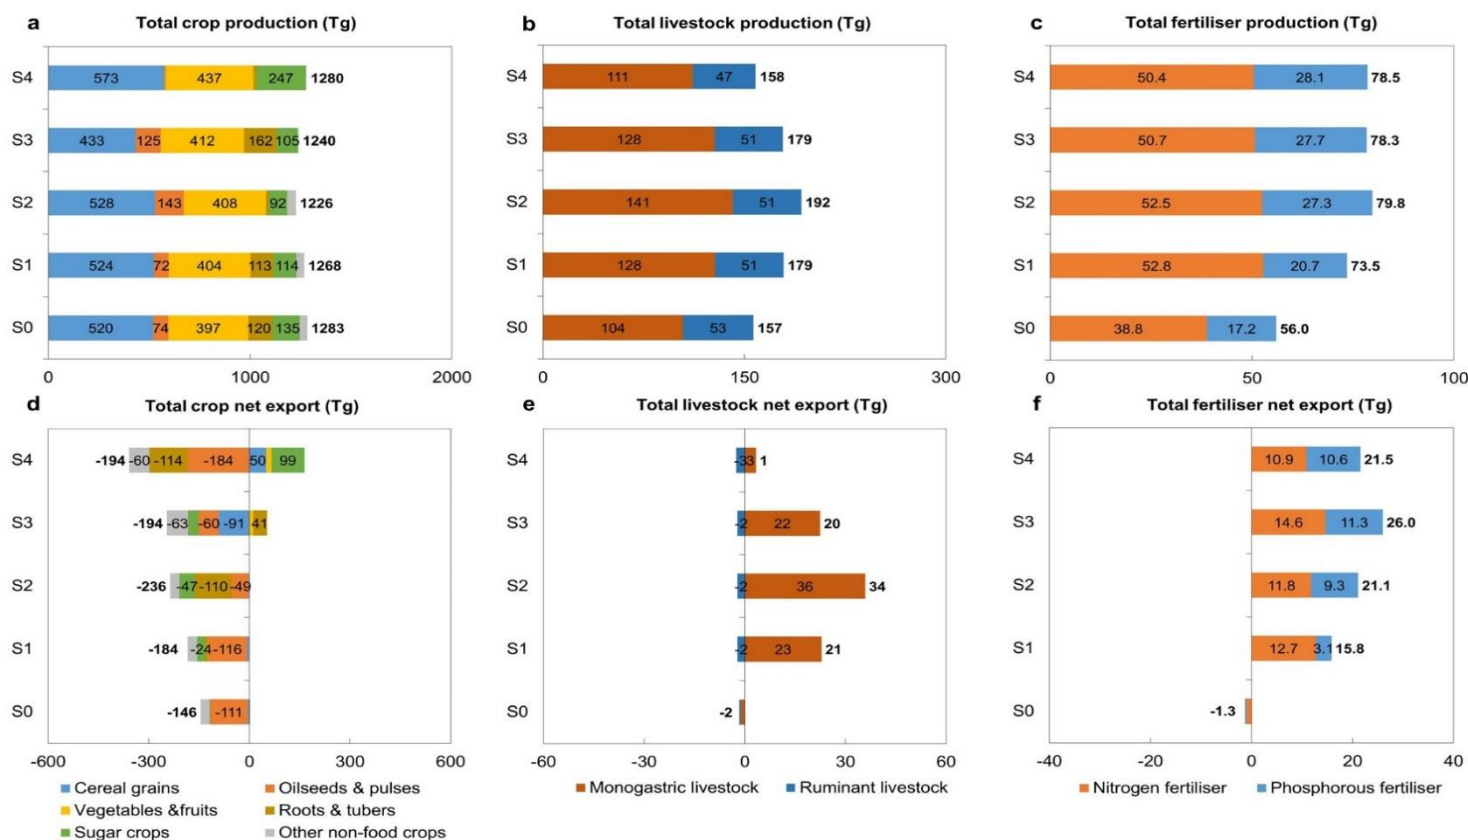 a Total crop production (Tg)
S4 573 437 247 1280
S3 433 125 412 162 105 1240
S2 528 143 408 92 1226
S1 524 72 404 113 114 1268
S0 520 74 397 120 135 1283
0 1000 2000
b Total livestock production (Tg)
S4 111 47 158
S3 128 51 179
S2 141 51 192
S1 128 51 179
S0 104 53 157
0 150 300
c Total fertiliser production (Tg)
S4 50.4 28.1 78.5
S3 50.7 27.7 78.3
S2 52.5 27.3 79.8
S1 52.8 20.7 73.5
S0 38.8 17.2 56.0
0 50 100
d Total crop net export (Tg)
S4 -194 -60 -114 -184 50 99
S3 -194 -63 -60 -91 41
S2 -236 -47 -110 -49
S1 -184 -24 -116
S0 -146 -111
-600 -300 0 300 600
Cereal grains Oilseeds & pulses
Vegetables &fruits Roots & tubers
Sugar crops Other non-food crops
e Total livestock net export (Tg)
S4 -3 3 1
S3 -2 22 20
S2 -2 36 34
S1 -2 23 21
S0 -2
-60 -30 0 30 60
Monogastric livestock Ruminant livestock
f Total fertiliser net export (Tg)
S4 10.9 10.6 21.5
S3 14.6 11.3 26.0
S2 11.8 9.3 21.1
S1 12.7 3.1 15.8
S0 -1.3
-40 -20 0 20 40
Nitrogen fertiliser Phosphorous fertiliser